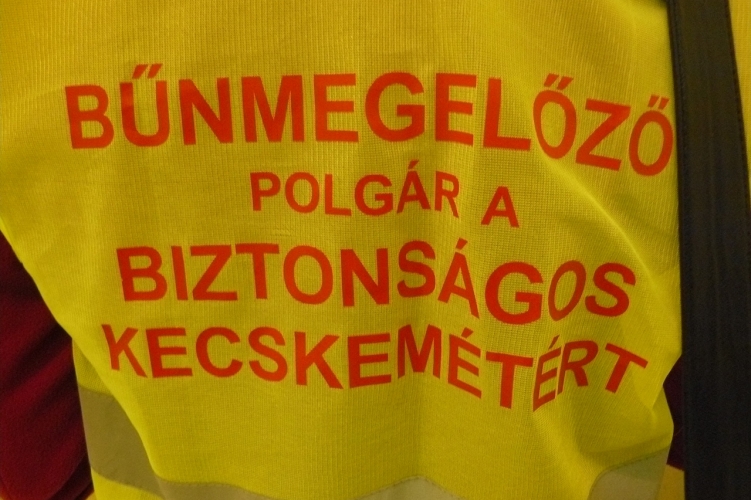 BŰNMEGELŐZŐ
POLGÁR A
BIZTONSÁGOS
KECSKEMÉTÉRT